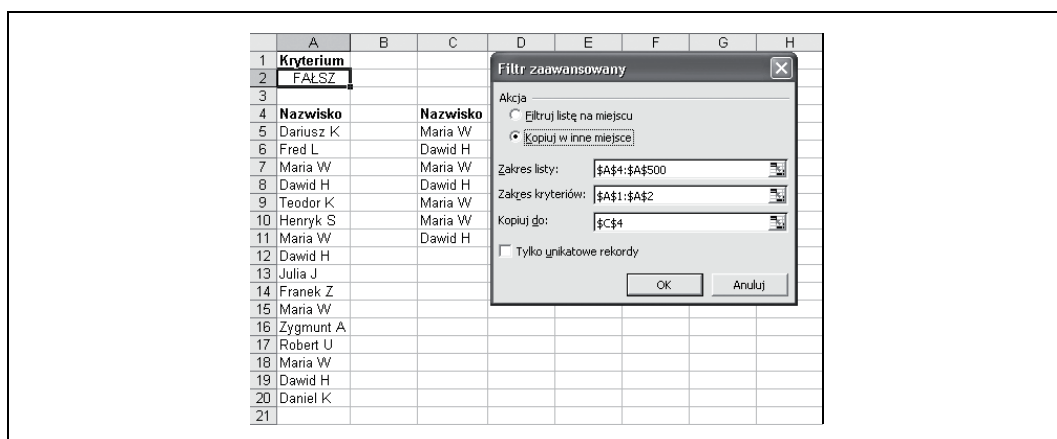 A B C D E F G H
1 Kryterium
2 FAŁSZ
3
4 Nazwisko Nazwisko
5 Dariusz K Maria W
6 Fred L Dawid H
7 Maria W Maria W
8 Dawid H Dawid H
9 Teodor K Maria W
10 Henryk S Maria W
11 Maria W Dawid H
12 Dawid H
13 Julia J
14 Franek Z
15 Maria W
16 Zygmunt A
17 Robert U
18 Maria W
19 Dawid H
20 Daniel K
21
Filtr zaawansowany
Akcja
Filtruj listę na miejscu
Kopiuj w inne miejsce
Zakres listy: $A$4:$A$500
Zakres kryteriów: $A$1:$A$2
Kopiuj do: $C$4
Tylko unikatowe rekordy
OK Anuluj